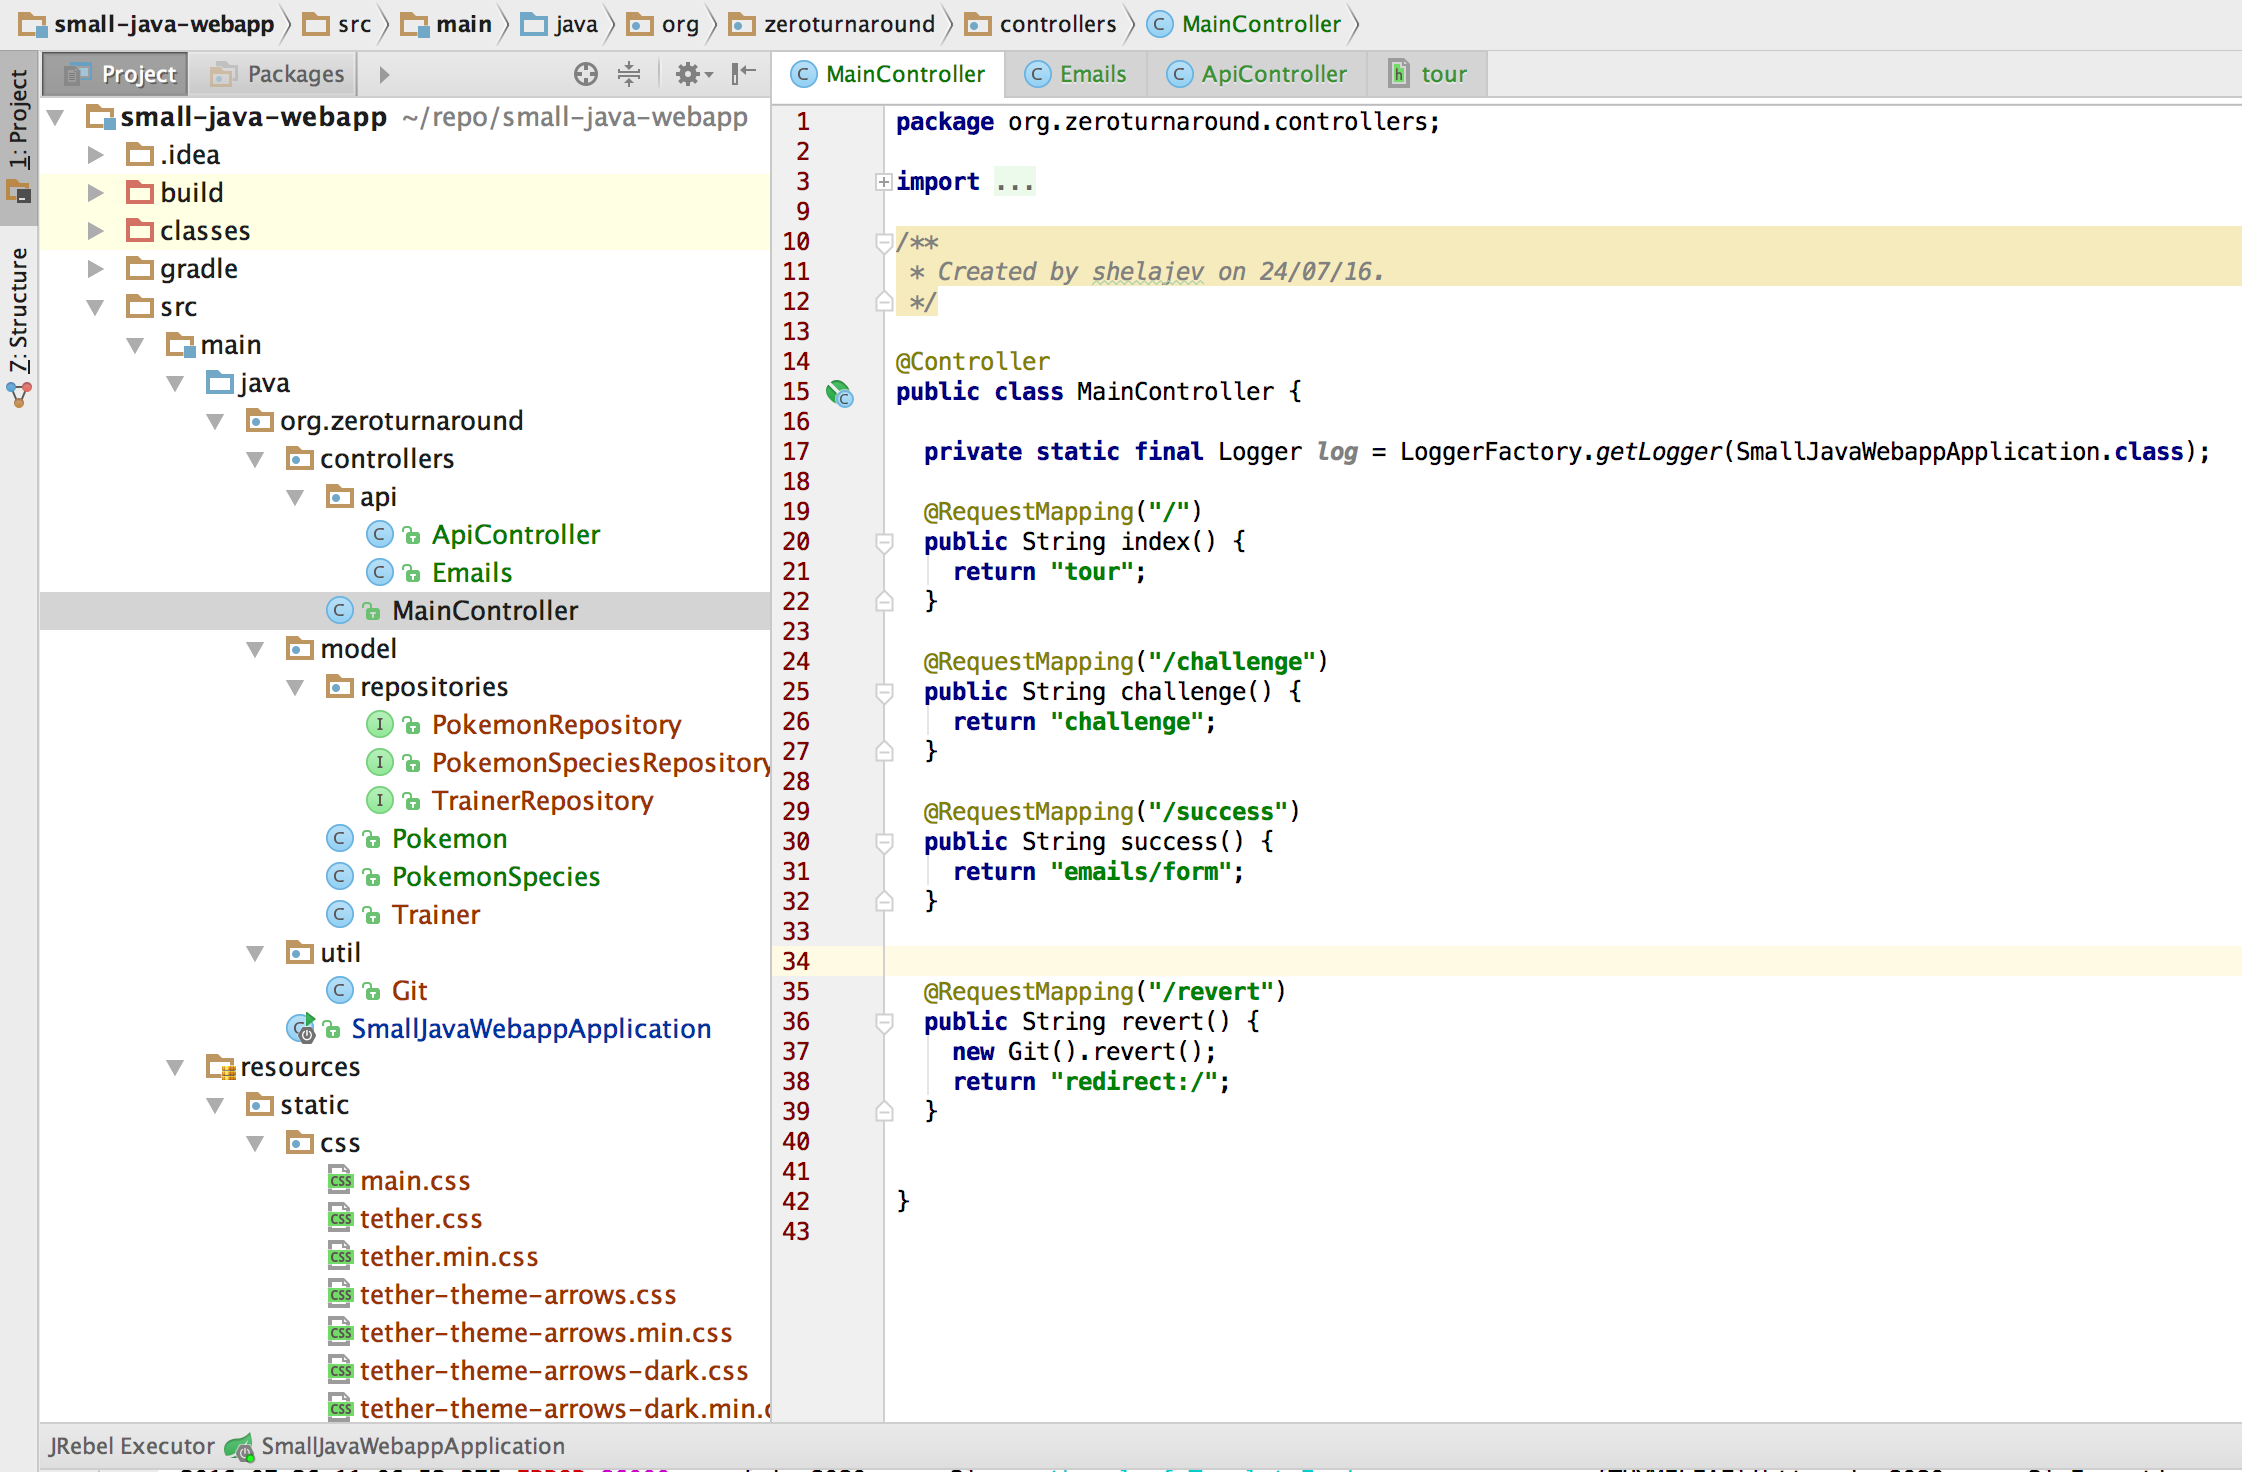 small-java-webapp src main java org zeroturnaround controllers MainController
1: Project
Z: Structure
Project Packages
small-java-webapp ~/repo/small-java-webapp
.idea
build
classes
gradle
src
main
java
org.zeroturnaround
controllers
api
ApiController
Emails
MainController
model
repositories
PokemonRepository
PokemonSpeciesRepository
TrainerRepository
Pokemon
PokemonSpecies
Trainer
util
Git
SmallJavaWebappApplication
resources
static
css
main.css
tether.css
tether.min.css
tether-theme-arrows.css
tether-theme-arrows.min.css
tether-theme-arrows-dark.css
tether-theme-arrows-dark.min.c
MainController Emails ApiController tour
1 package org.zeroturnaround.controllers;
2
3 import ...
9
10 /**
11  * Created by shelajev on 24/07/16.
12  */
13
14 @Controller
15 public class MainController {
16
17   private static final Logger log = LoggerFactory.getLogger(SmallJavaWebappApplication.class);
18
19   @RequestMapping("/")
20   public String index() {
21     return "tour";
22   }
23
24   @RequestMapping("/challenge")
25   public String challenge() {
26     return "challenge";
27   }
28
29   @RequestMapping("/success")
30   public String success() {
31     return "emails/form";
32   }
33
34
35   @RequestMapping("/revert")
36   public String revert() {
37     new Git().revert();
38     return "redirect:/";
39   }
40
41
42 }
43
JRebel Executor SmallJavaWebappApplication